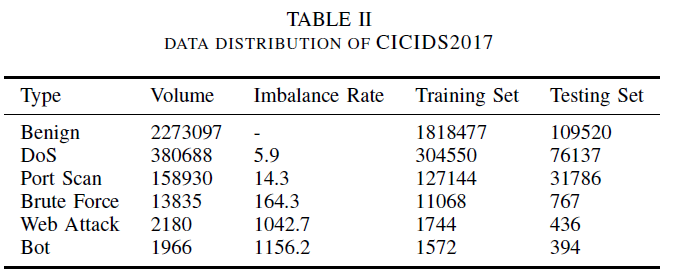 TABLE II
DATA DISTRIBUTION OF CICIDS2017
Type Volume Imbalance Rate Training Set Testing Set
Benign 2273097 - 1818477 109520
DoS 380688 5.9 304550 76137
Port Scan 158930 14.3 127144 31786
Brute Force 13835 164.3 11068 767
Web Attack 2180 1042.7 1744 436
Bot 1966 1156.2 1572 394